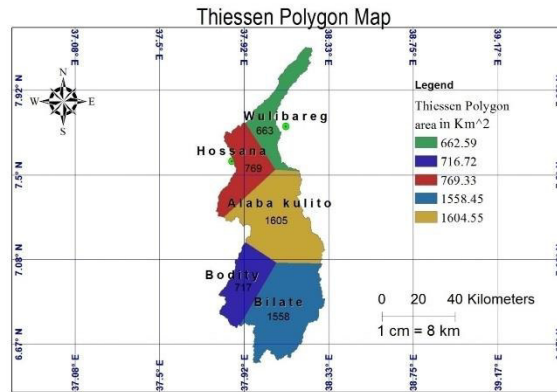 Thiessen Polygon Map
37.08° E
37.5° E
37.92° E
38.33° E
38.75° E
39.17° E
7.92° N
7.5° N
7.08° N
6.67° N
N
W E
S
Wulibareg
663
Hossana
769
Alaba kulito
1605
Bodity
717
Bilate
1558
Legend
Thiessen Polygon
area in Km^2
662.59
716.72
769.33
1558.45
1604.55
0 20 40 Kilometers
1 cm = 8 km
37.08° E
37.5° E
37.92° E
38.33° E
38.75° E
39.17° E